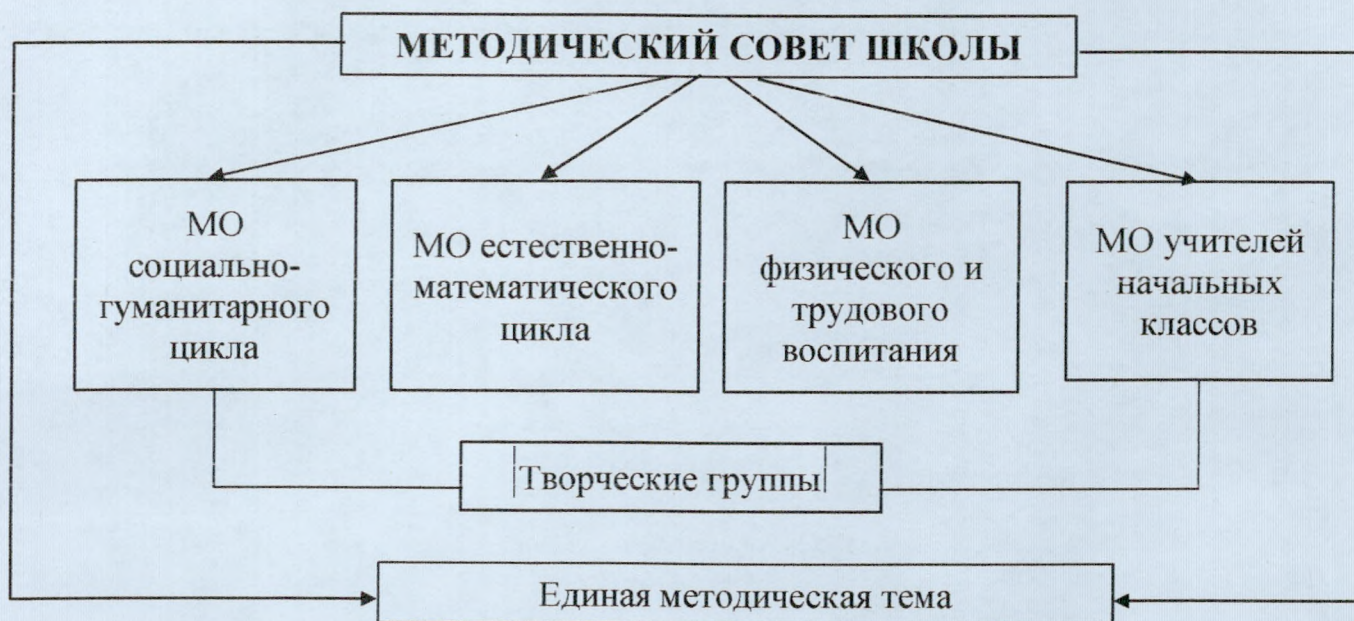 МЕТОДИЧЕСКИЙ СОВЕТ ШКОЛЫ
МО
социально-
гуманитарного
цикла
МО естественно-
математического
цикла
МО
физического и
трудового
воспитания
МО учителей
начальных
классов
Творческие группы
Единая методическая тема